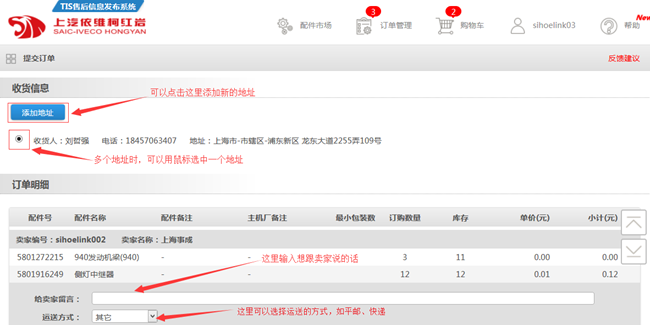 TIS售后信息发布系统
上汽依维柯红岩
SAIC-IVECO HONGYAN
配件市场
3
订单管理
2
购物车
sihoelink03
帮助
New
提交订单
反馈建议
收货信息
可以点击这里添加新的地址
添加地址
收货人：刘哲强 电话：18457063407 地址：上海市-市辖区-浦东新区 龙东大道2255弄109号
多个地址时，可以用鼠标选中一个地址
订单明细
配件号 配件名称 配件备注 主机厂备注 最小包装数 订购数量 库存 单价(元) 小计(元)
卖家编号：sihoelink002 卖家名称：上海事成
5801272215 940发动机梁(940) - - 3 11 0.00 0.00
这里输入想跟卖家说的话
5801916249 侧灯中继器 - - 12 12 0.01 0.12
给卖家留言：
运送方式： 其它
这里可以选择运送的方式，如平邮、快递